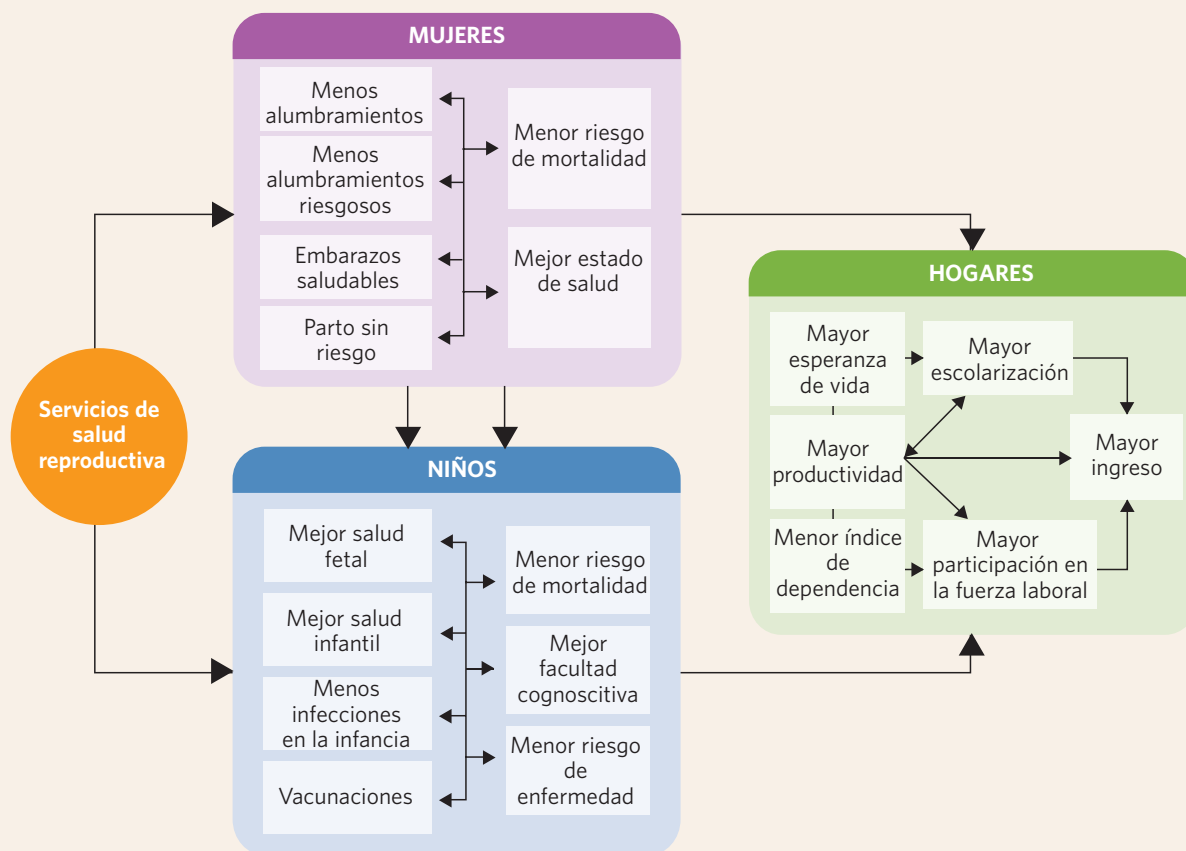 MUJERES
Menos
alumbramientos
Menos
alumbramientos
riesgosos
Embarazos
saludables
Parto sin
riesgo
Menor riesgo
de mortalidad
Mejor estado
de salud
Servicios de
salud
reproductiva
NIÑOS
Mejor salud
fetal
Mejor salud
infantil
Menos
infecciones
en la infancia
Vacunaciones
Menor riesgo
de mortalidad
Mejor
facultad
cognoscitiva
Menor riesgo
de
enfermedad
HOGARES
Mayor
esperanza
de vida
Mayor
productividad
Menor índice
de
dependencia
Mayor
escolarización
Mayor
participación en
la fuerza laboral
Mayor
ingreso